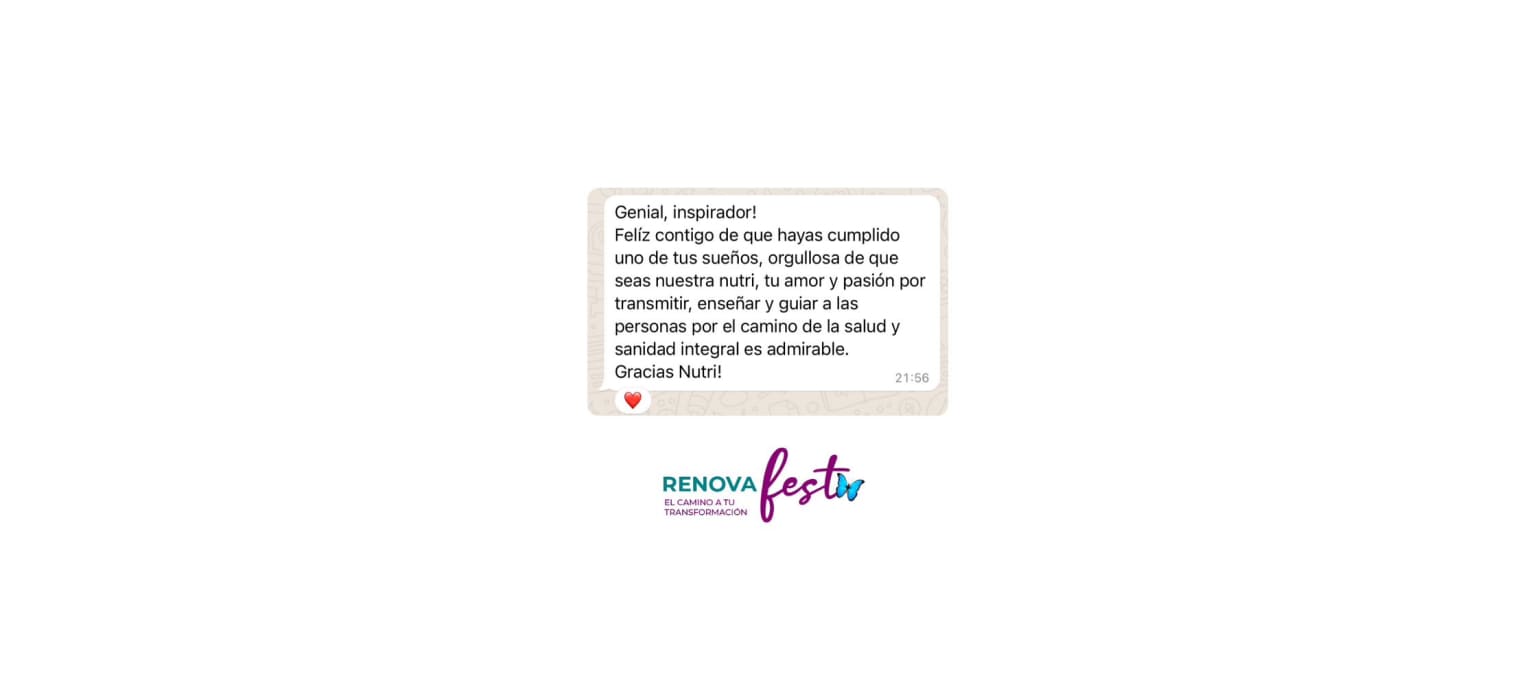 Genial, inspirador!
Felíz contigo de que hayas cumplido
uno de tus sueños, orgullosa de que
seas nuestra nutri, tu amor y pasión por
transmitir, enseñar y guiar a las
personas por el camino de la salud y
sanidad integral es admirable.
Gracias Nutri!
21:56
RENOVA fest
EL CAMINO A TU
TRANSFORMACIÓN